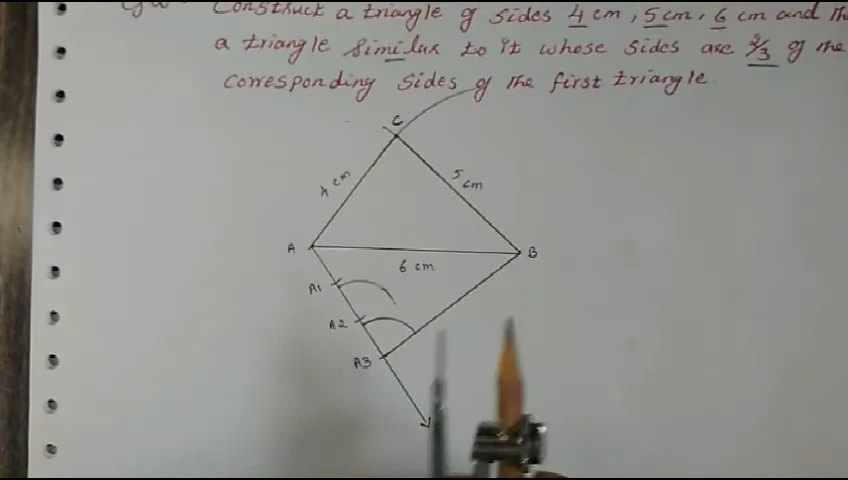 Construck a triangle of sides 4 cm, 5 cm, 6 cm and
a triangle similar to it whose sides are 2/3 of the
corresponding sides of the first triangle.
C
4 cm
5 cm
A
B
6 cm
A1
A2
A3